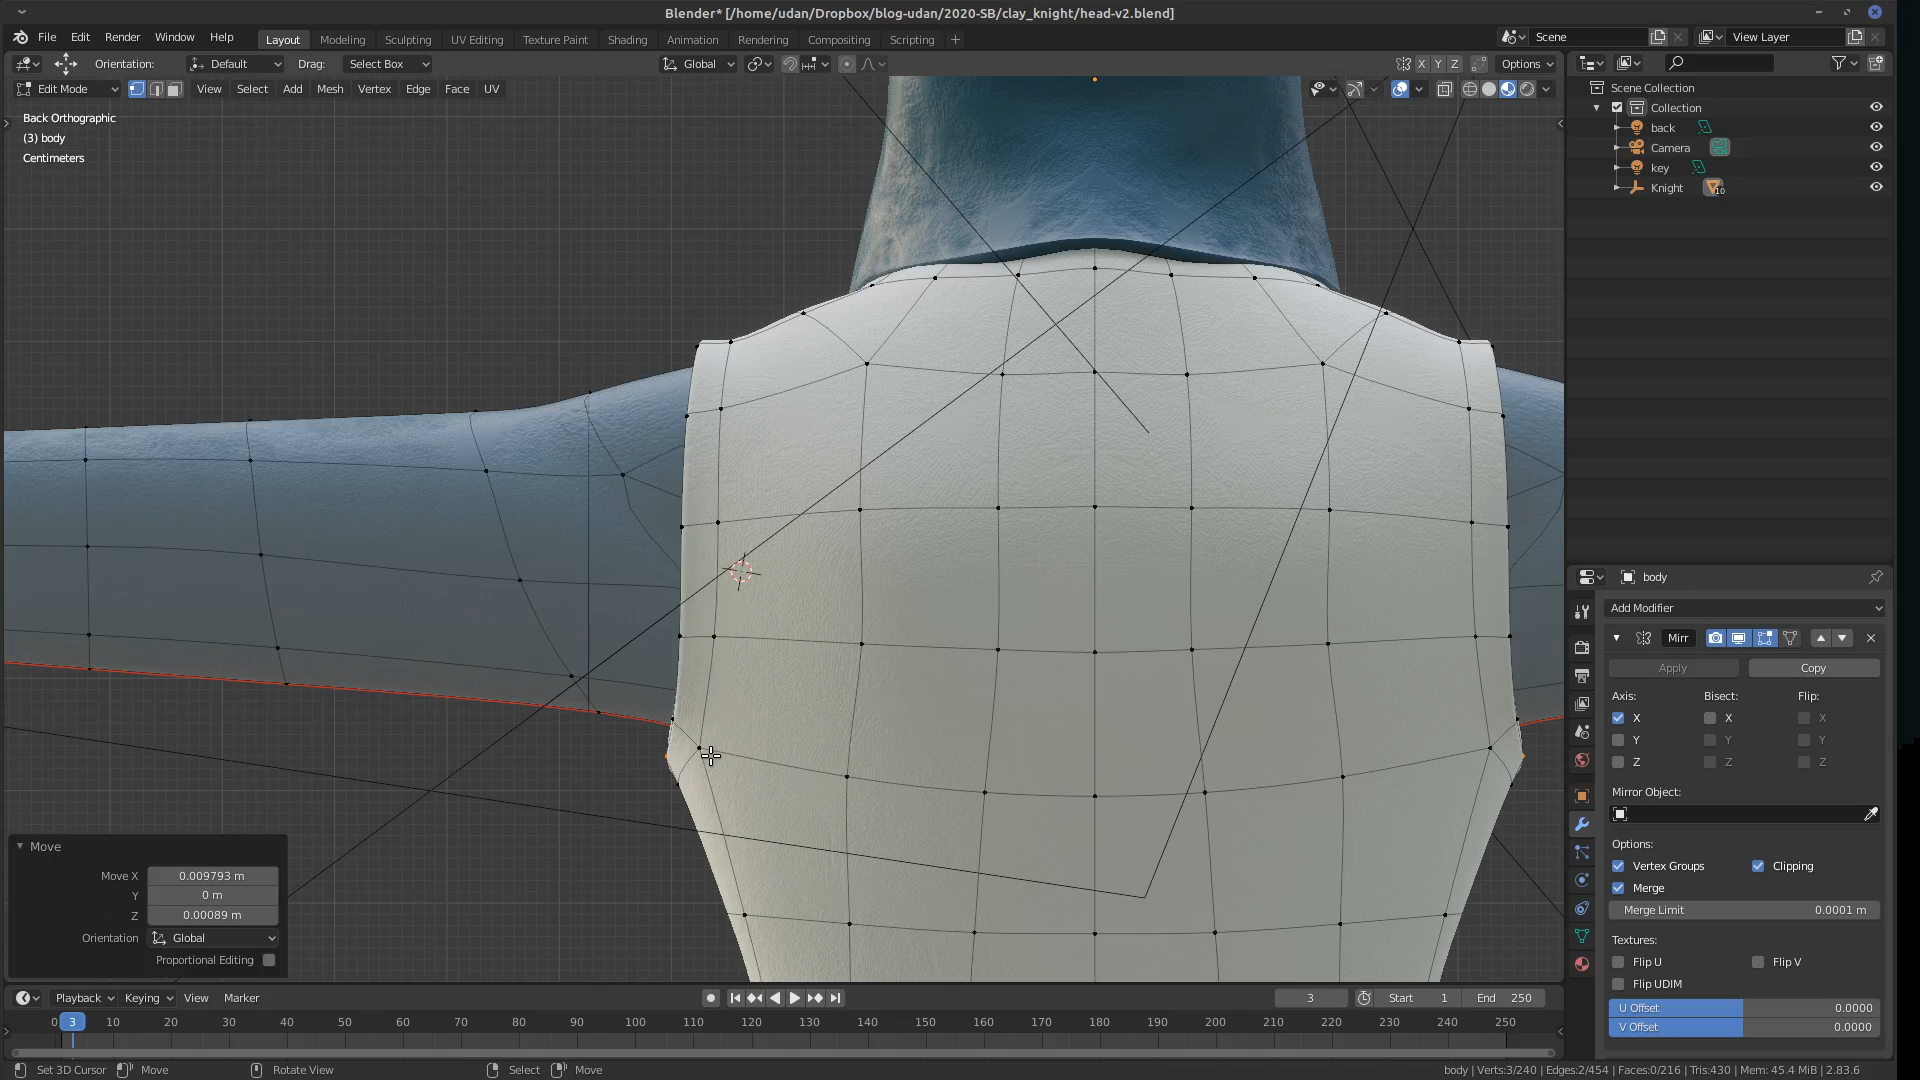 Blender* [/home/udan/Dropbox/blog-udan/2020-SB/clay_knight/head-v2.blend]
File Edit Render Window Help Layout Modeling Sculpting UV Editing Texture Paint Shading Animation Rendering Compositing Scripting + Scene View Layer
Orientation: Default Drag: Select Box Global X Y Z Options
Edit Mode View Select Add Mesh Vertex Edge Face UV
Back Orthographic
(3) body
Centimeters
Scene Collection
Collection
back
Camera
key
Knight 10
body
Add Modifier
Mirr
Apply Copy
Axis: Bisect: Flip:
X X X
Y Y Y
Z Z Z
Mirror Object:
Options:
Vertex Groups Clipping
Merge
Merge Limit 0.0001 m
Textures:
Flip U Flip V
Flip UDIM
U Offset 0.0000
V Offset 0.0000
Move
Move X 0.009793 m
Y 0 m
Z 0.00089 m
Orientation Global
Proportional Editing
Playback Keying View Marker 3 Start 1 End 250
0 3 10 20 30 40 50 60 70 80 90 100 110 120 130 140 150 160 170 180 190 200 210 220 230 240 250
Set 3D Cursor Move Rotate View Select Move body | Verts:3/240 | Edges:2/454 | Faces:0/216 | Tris:430 | Mem: 45.4 MiB | 2.83.6